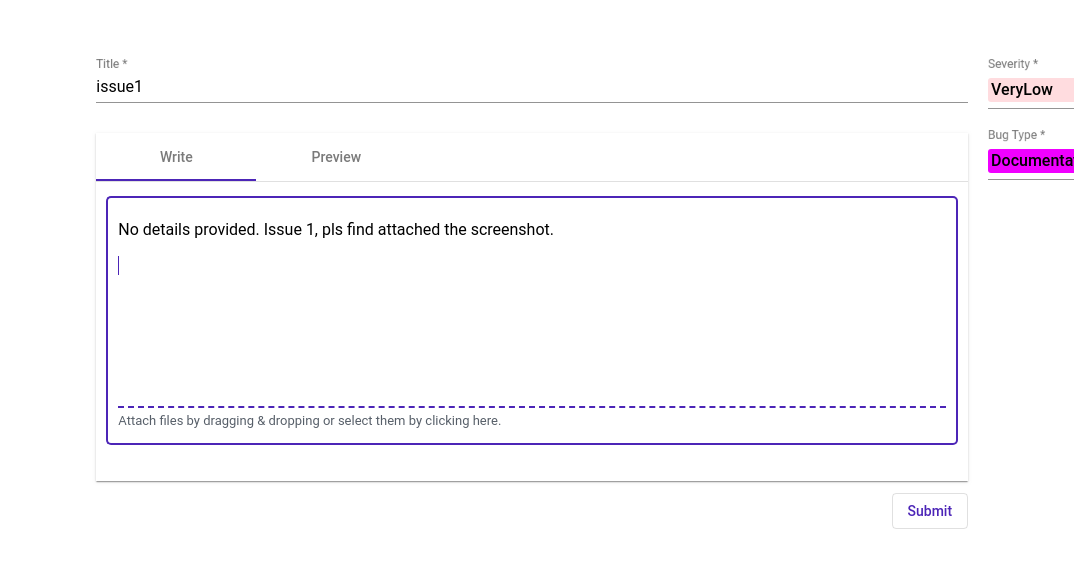 Title *
issue1
Severity *
VeryLow
Bug Type *
Documenta
Write
Preview
No details provided. Issue 1, pls find attached the screenshot.
Attach files by dragging & dropping or select them by clicking here.
Submit